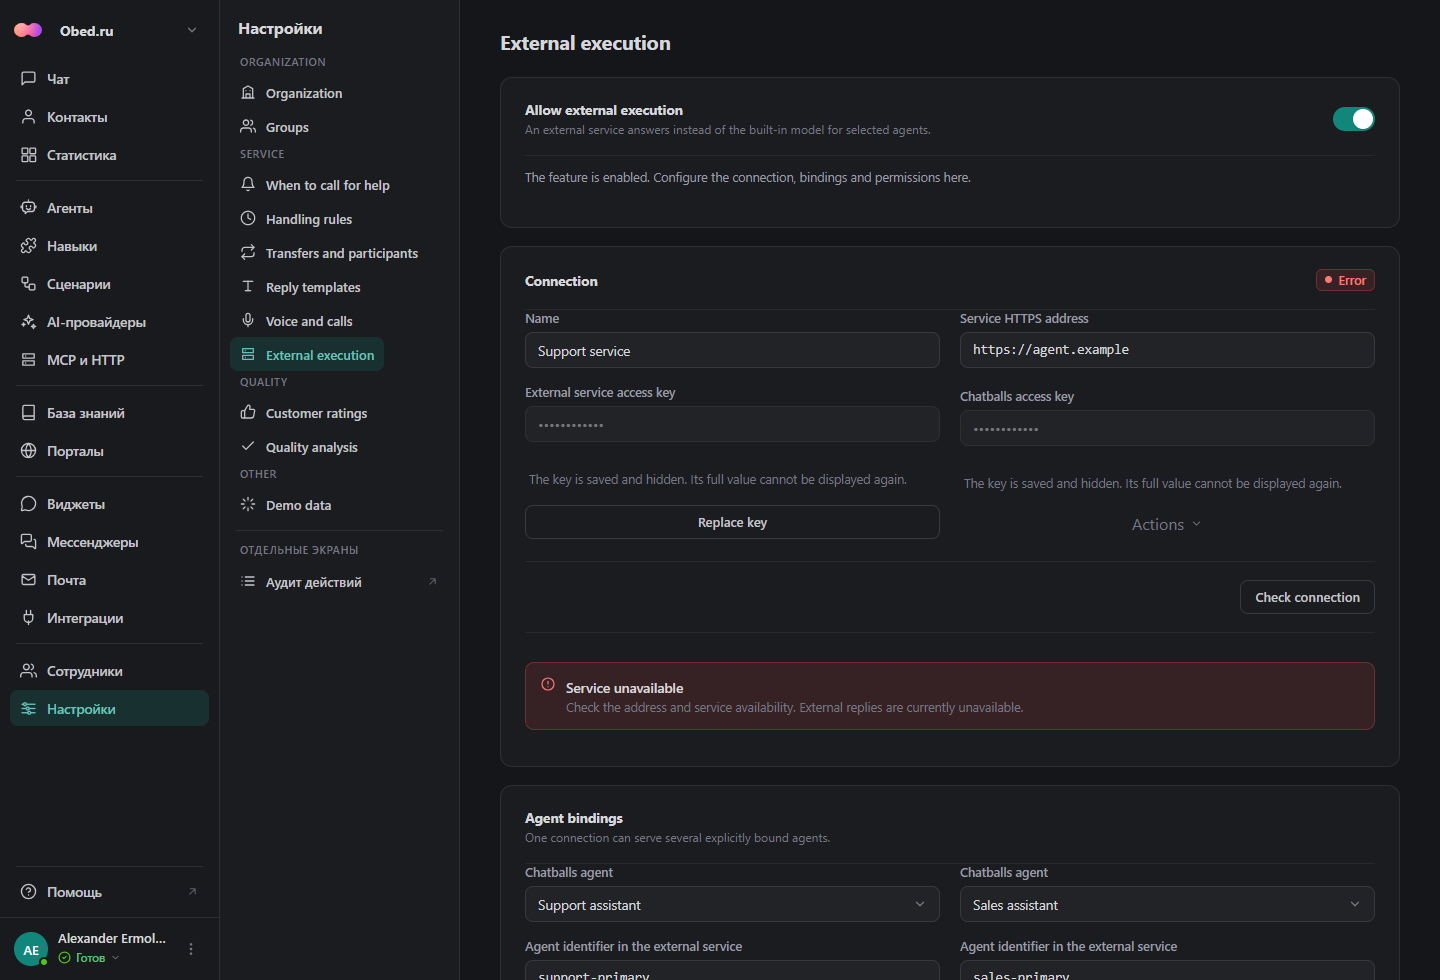 Obed.ru
Чат
Контакты
Статистика
Агенты
Навыки
Сценарии
AI-провайдеры
MCP и HTTP
База знаний
Порталы
Виджеты
Мессенджеры
Почта
Интеграции
Сотрудники
Настройки
Помощь
AE
Alexander Ermol...
Готов
Настройки
ORGANIZATION
Organization
Groups
SERVICE
When to call for help
Handling rules
Transfers and participants
Reply templates
Voice and calls
External execution
QUALITY
Customer ratings
Quality analysis
OTHER
Demo data
ОТДЕЛЬНЫЕ ЭКРАНЫ
Аудит действий
External execution
Allow external execution
An external service answers instead of the built-in model for selected agents.
The feature is enabled. Configure the connection, bindings and permissions here.
Connection
Error
Name
Service HTTPS address
Support service
https://agent.example
External service access key
Chatballs access key
••••••••••••
••••••••••••
The key is saved and hidden. Its full value cannot be displayed again.
The key is saved and hidden. Its full value cannot be displayed again.
Replace key
Actions
Check connection
Service unavailable
Check the address and service availability. External replies are currently unavailable.
Agent bindings
One connection can serve several explicitly bound agents.
Chatballs agent
Chatballs agent
Support assistant
Sales assistant
Agent identifier in the external service
Agent identifier in the external service
support-primary
sales-primary